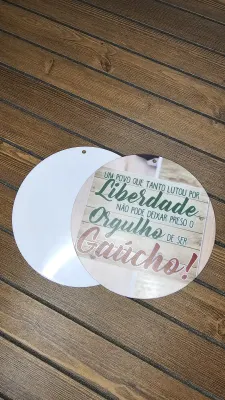 UM POVO QUE TANTO LUTOU POR
Liberdade
NÃO PODE DEIXAR PRESO O
Orgulho
DE SER
Gaúcho!